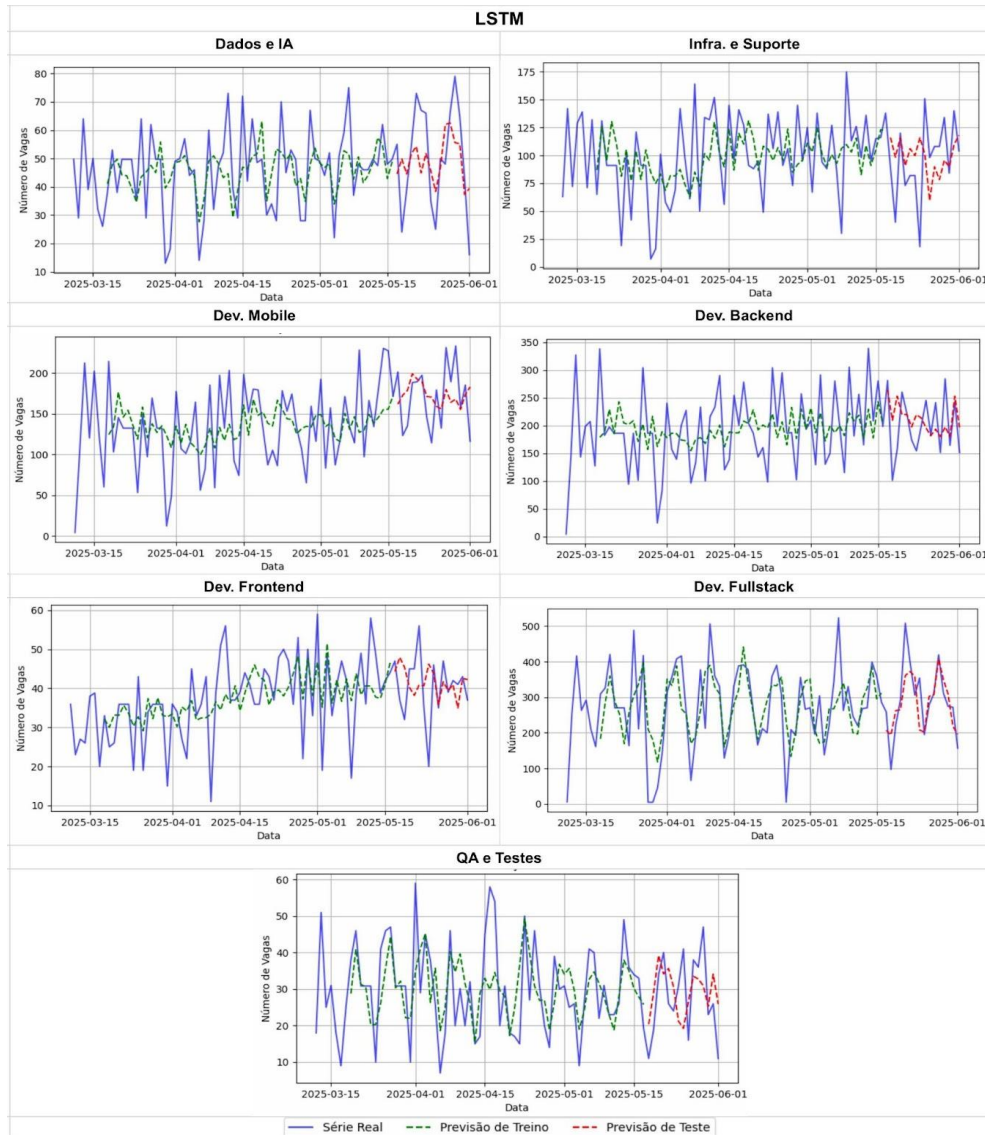 LSTM
Dados e IA
Infra. e Suporte
Número de Vagas
80
70
60
50
40
30
20
10
2025-03-15 2025-04-01 2025-04-15 2025-05-01 2025-05-15 2025-06-01
Data
Número de Vagas
175
150
125
100
75
50
25
0
2025-03-15 2025-04-01 2025-04-15 2025-05-01 2025-05-15 2025-06-01
Data
Dev. Mobile
Dev. Backend
Número de Vagas
200
150
100
50
0
2025-03-15 2025-04-01 2025-04-15 2025-05-01 2025-05-15 2025-06-01
Data
Número de Vagas
350
300
250
200
150
100
50
0
2025-03-15 2025-04-01 2025-04-15 2025-05-01 2025-05-15 2025-06-01
Data
Dev. Frontend
Dev. Fullstack
Número de Vagas
60
50
40
30
20
10
2025-03-15 2025-04-01 2025-04-15 2025-05-01 2025-05-15 2025-06-01
Data
Número de Vagas
500
400
300
200
100
0
2025-03-15 2025-04-01 2025-04-15 2025-05-01 2025-05-15 2025-06-01
Data
QA e Testes
Número de Vagas
60
50
40
30
20
10
2025-03-15 2025-04-01 2025-04-15 2025-05-01 2025-05-15 2025-06-01
Data
Série Real Previsão de Treino Previsão de Teste